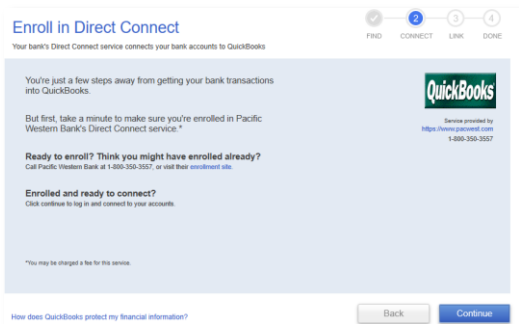 Enroll in Direct Connect
Your bank's Direct Connect service connects your bank accounts to QuickBooks
2
3
4
FIND
CONNECT
LINK
DONE
You're just a few steps away from getting your bank transactions
into QuickBooks.
But first, take a minute to make sure you're enrolled in Pacific
Western Bank's Direct Connect service.*
Ready to enroll? Think you might have enrolled already?
Call Pacific Western Bank at 1-800-350-3557, or visit their enrollment site.
Enrolled and ready to connect?
Click continue to log in and connect to your accounts.
*You may be charged a fee for this service.
QuickBooks
Service provided by
https://www.pacwest.com
1-800-350-3557
How does QuickBooks protect my financial information?
Back
Continue